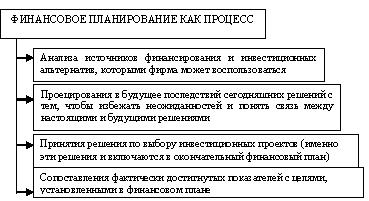 ФИНАНСОВОЕ ПЛАНИРОВАНИЕ КАК ПРОЦЕСС
Анализа источников финансирования и инвестиционных
альтернатив, которыми фирма может воспользоваться
Проецирования в будущее последствий сегодняшних решений с
тем, чтобы избежать неожиданностей и понять связь между
настоящими и будущими решениями
Принятия решения по выбору инвестиционных проектов (именно
эти решения и включаются в окончательный финансовый план)
Сопоставления фактически достигнутых показателей с целями,
установленными в финансовом плане